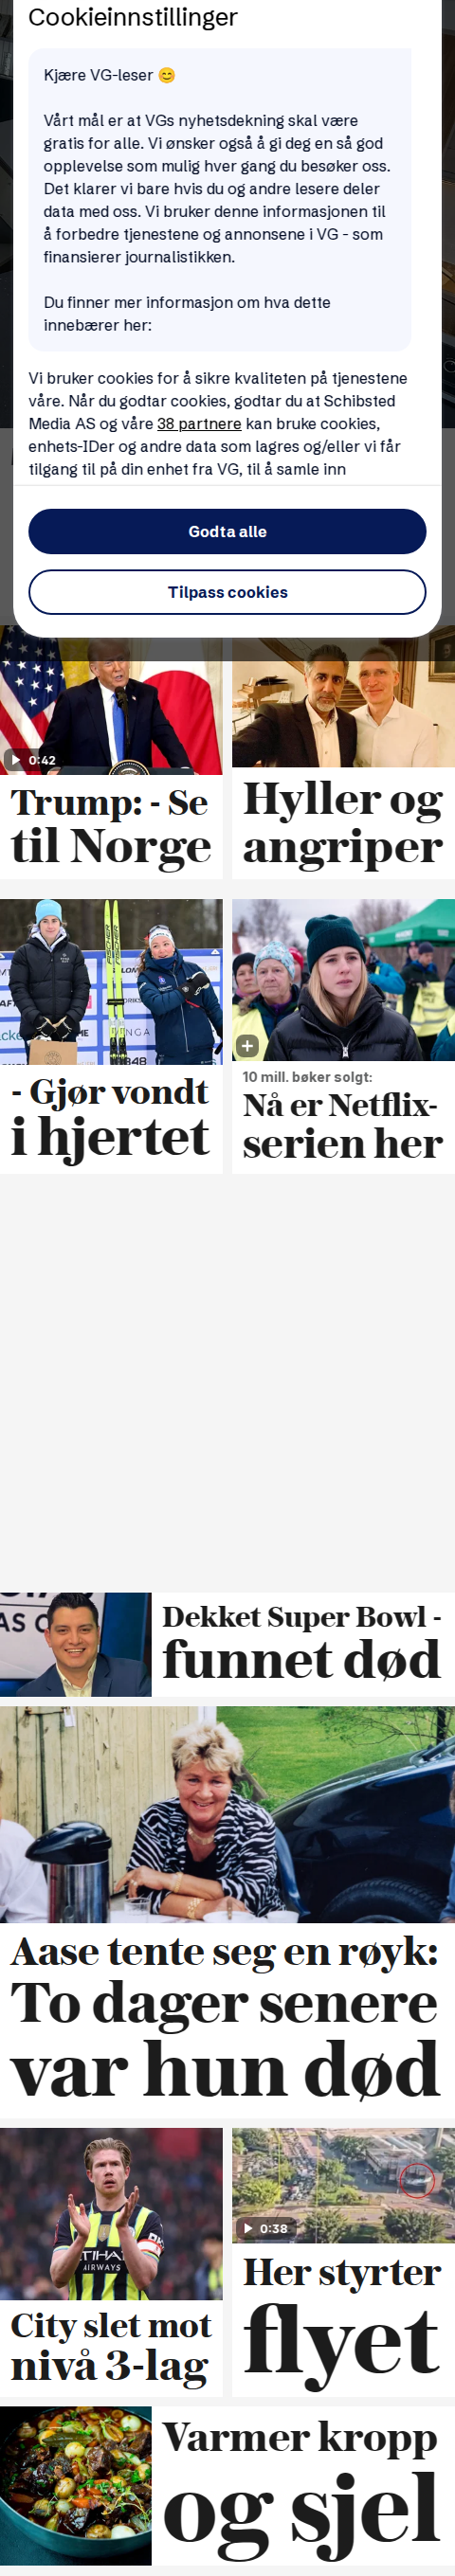 Cookieinnstillinger
Kjære VG-leser 😊
Vårt mål er at VGs nyhetsdekning skal være
gratis for alle. Vi ønsker også å gi deg en så god
opplevelse som mulig hver gang du besøker oss.
Det klarer vi bare hvis du og andre lesere deler
data med oss. Vi bruker denne informasjonen til
å forbedre tjenestene og annonsene i VG - som
finansierer journalistikken.
Du finner mer informasjon om hva dette
innebærer her:
Vi bruker cookies for å sikre kvaliteten på tjenestene
våre. Når du godtar cookies, godtar du at Schibsted
Media AS og våre 38 partnere kan bruke cookies,
enhets-IDer og andre data som lagres og/eller vi får
tilgang til på din enhet fra VG, til å samle inn
Godta alle
Tilpass cookies
0:42
Trump: - Se
til Norge
Hyller og
angriper
FISCHER
FISCHER
- Gjør vondt
i hjertet
10 mill. bøker solgt:
Nå er Netflix-
serien her
AS C
Dekket Super Bowl -
funnet død
Aase tente seg en røyk:
To dager senere
var hun død
ETIHAD
AIRWAYS
City slet mot
nivå 3-lag
0:38
Her styrter
flyet
Varmer kropp
og sjel